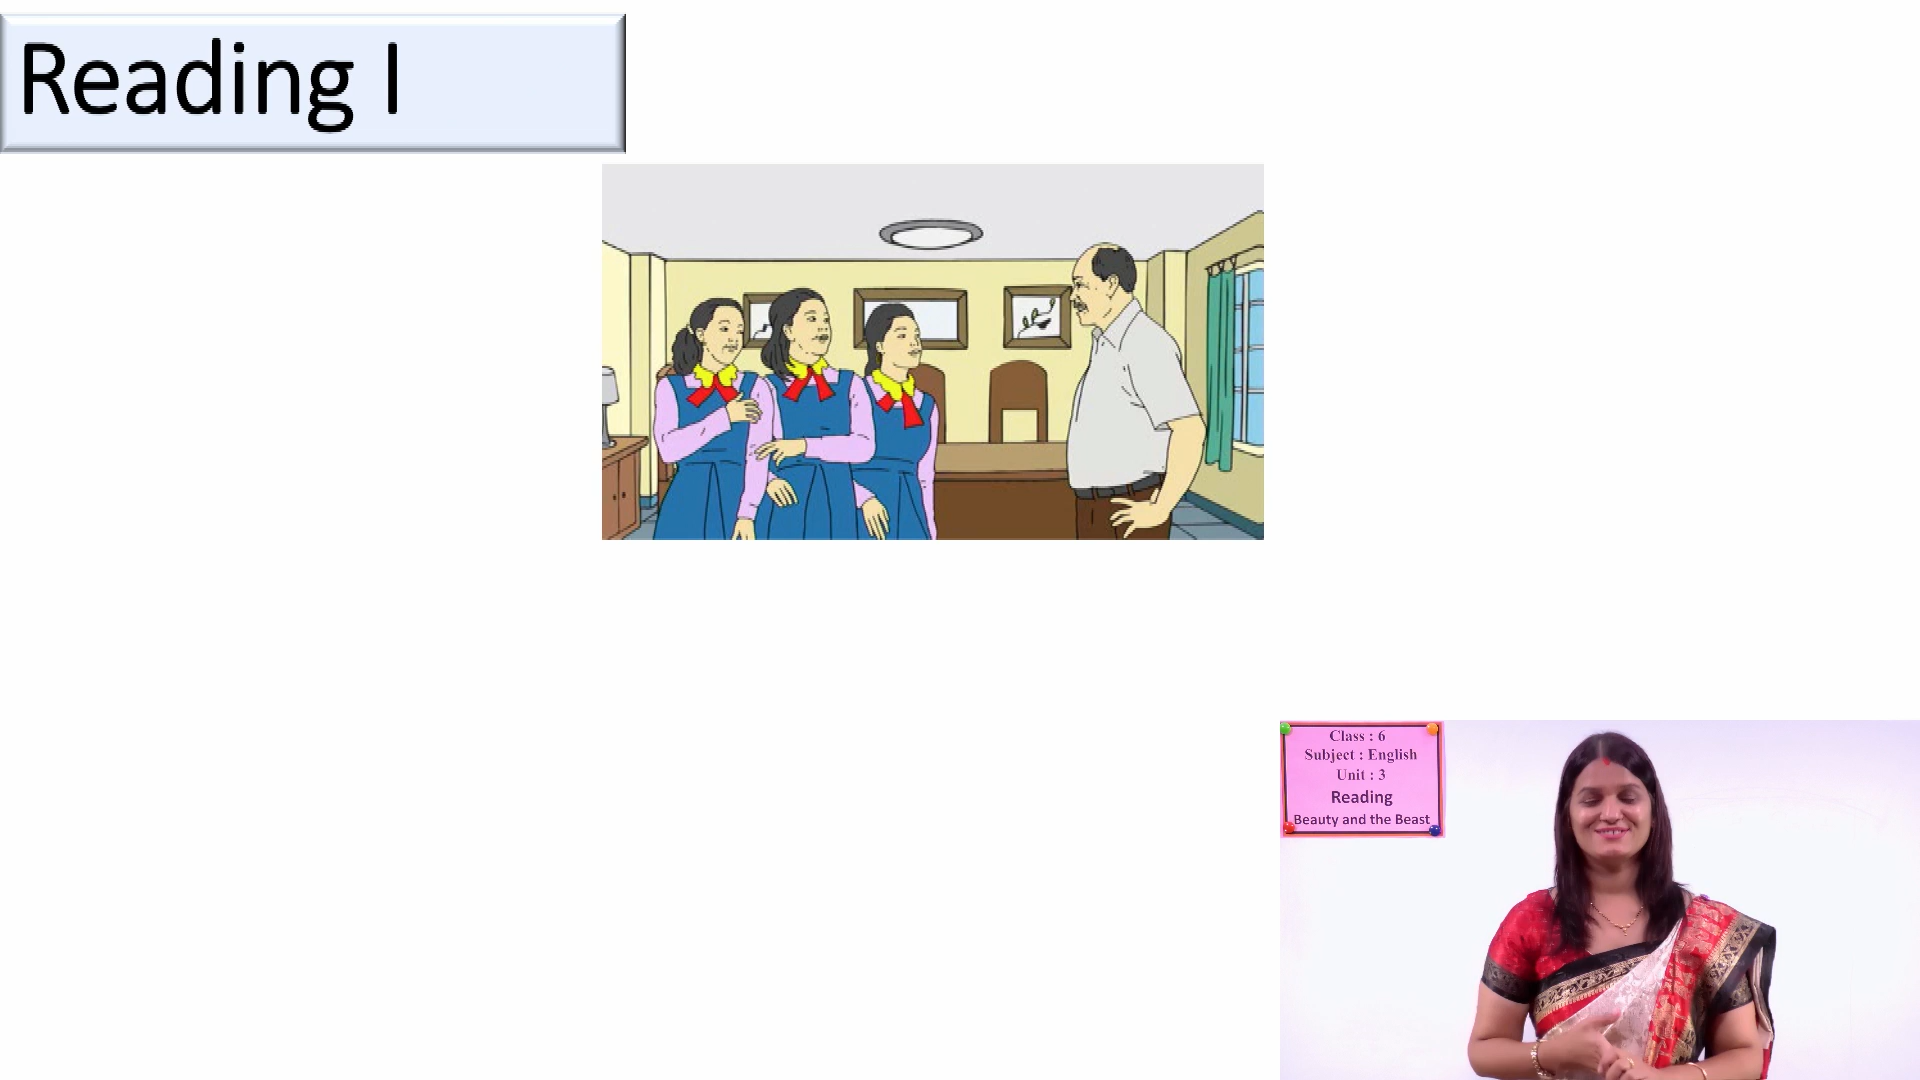 Reading I
Class : 6
Subject : English
Unit : 3
Reading
Beauty and the Beast